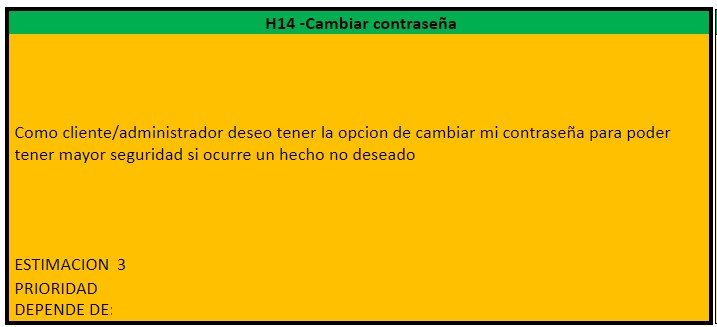 H14 -Cambiar contraseña
Como cliente/administrador deseo tener la opcion de cambiar mi contraseña para poder
tener mayor seguridad si ocurre un hecho no deseado
ESTIMACION  3
PRIORIDAD
DEPENDE DE: